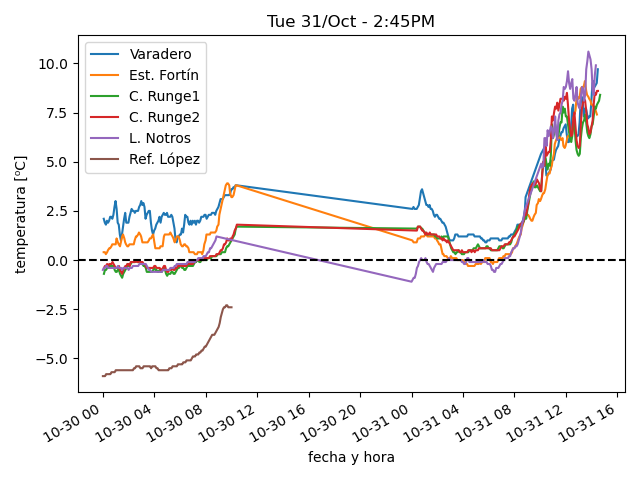 Tue 31/Oct - 2:45PM
Varadero
Est. Fortín
C. Runge1
C. Runge2
L. Notros
Ref. López
temperatura [ºC]
10.0
7.5
5.0
2.5
0.0
−2.5
−5.0
10-30 00
10-30 04
10-30 08
10-30 12
10-30 16
10-30 20
10-31 00
10-31 04
10-31 08
10-31 12
10-31 16
fecha y hora